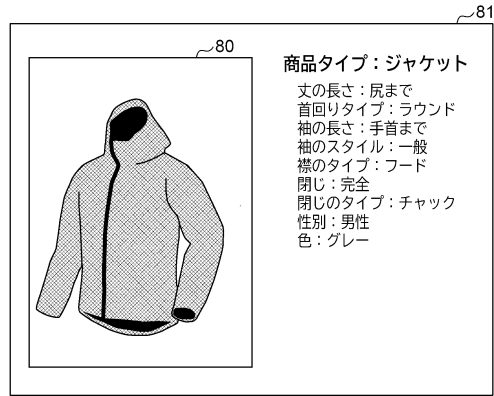 81
80
商品タイプ：ジャケット
丈の長さ：尻まで
首回りタイプ：ラウンド
袖の長さ：手首まで
袖のスタイル：一般
襟のタイプ：フード
閉じ：完全
閉じのタイプ：チャック
性別：男性
色：グレー